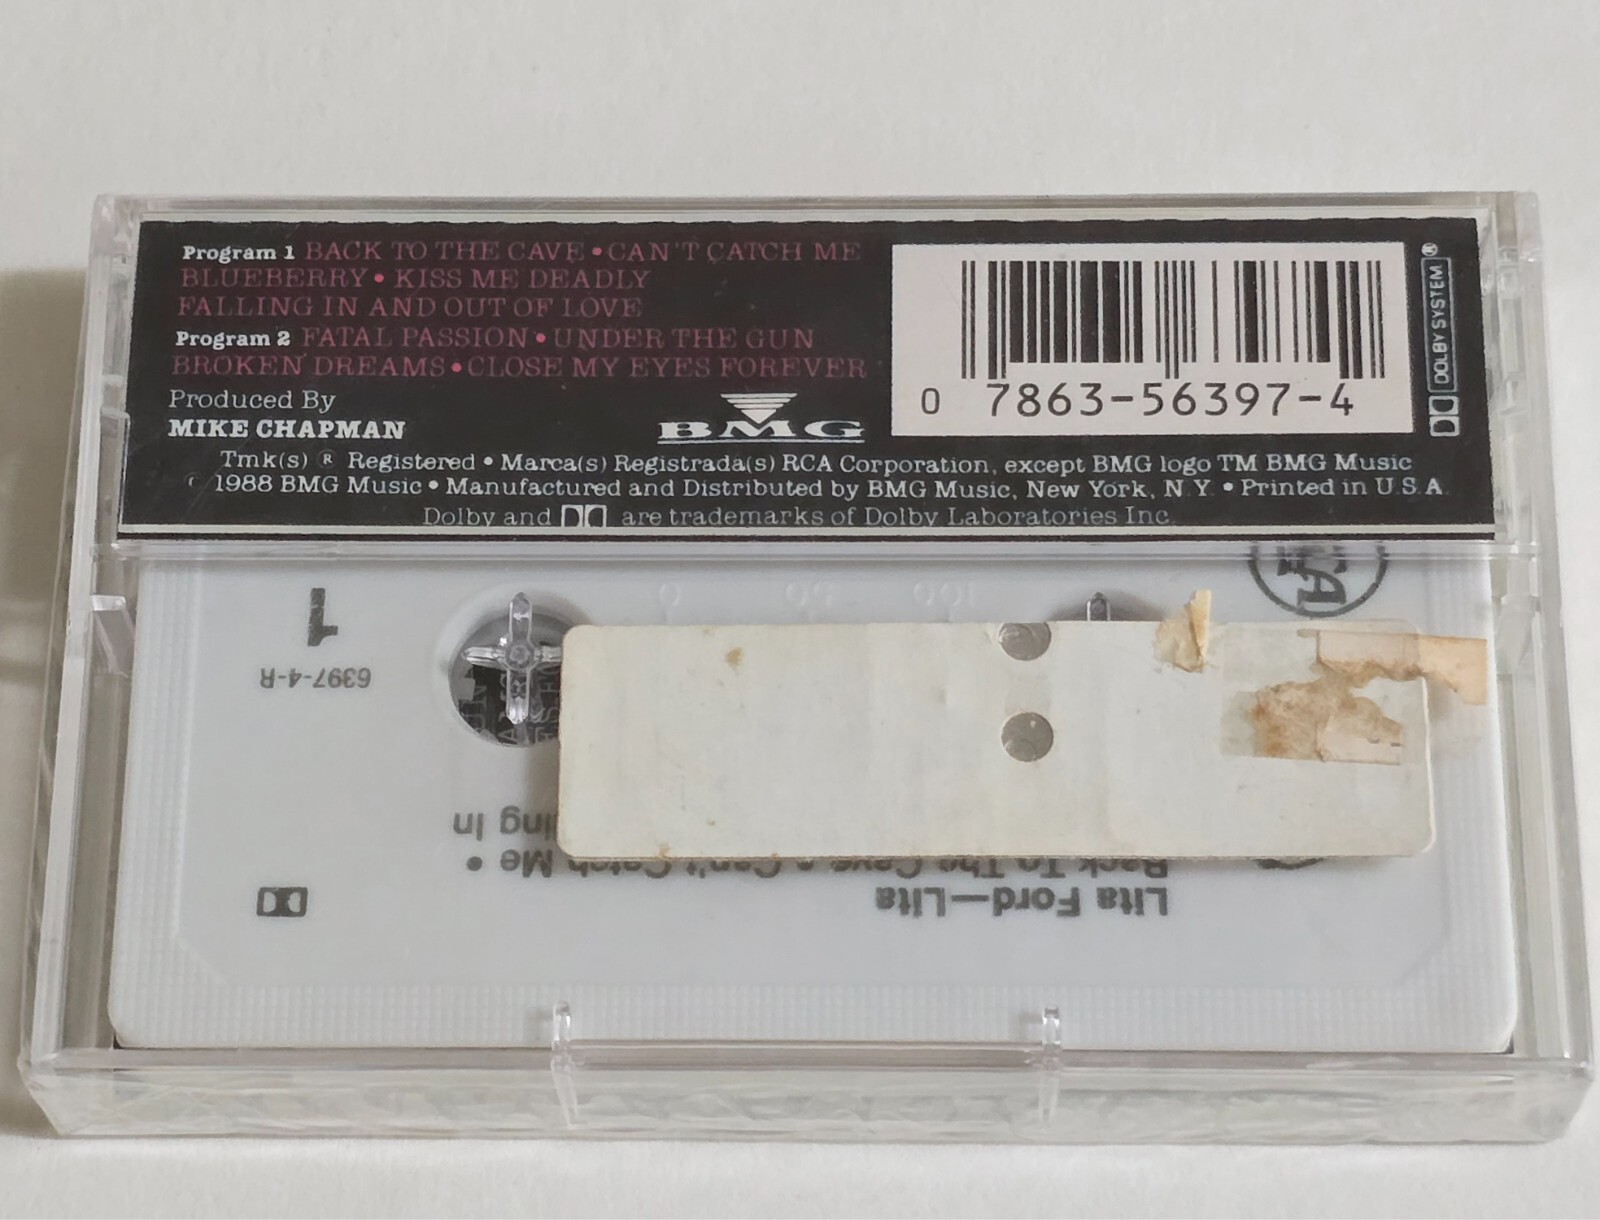 Program 1 BACK TO THE CAVE • CAN'T CATCH ME
BLUEBERRY • KISS ME DEADLY
FALLING IN AND OUT OF LOVE
Program 2 FATAL PASSION • UNDER THE GUN
BROKEN DREAMS • CLOSE MY EYES FOREVER
Produced By
MIKE CHAPMAN
BMG
0 7863-56397-4
DOLBY SYSTEM ®
Tmk(s) ® Registered • Marca(s) Registrada(s) RCA Corporation, except BMG logo TM BMG Music
1988 BMG Music • Manufactured and Distributed by BMG Music, New York, N.Y. • Printed in U.S.A.
Dolby and are trademarks of Dolby Laboratories Inc.
0 50 100
1
6397-4-R
Lita Ford—Lita
Back To The Cave • Can't Catch Me •
In